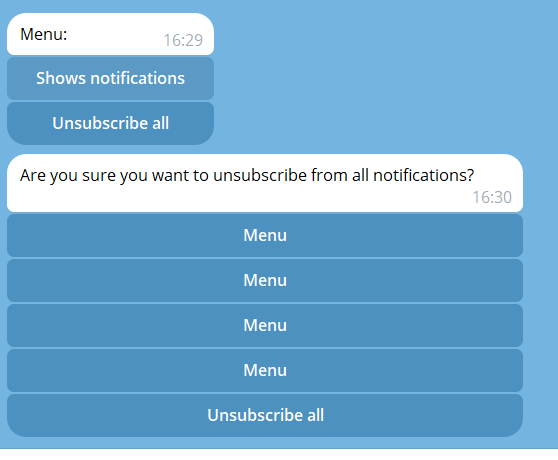 Menu:
16:29
Shows notifications
Unsubscribe all
Are you sure you want to unsubscribe from all notifications?
16:30
Menu
Menu
Menu
Menu
Unsubscribe all